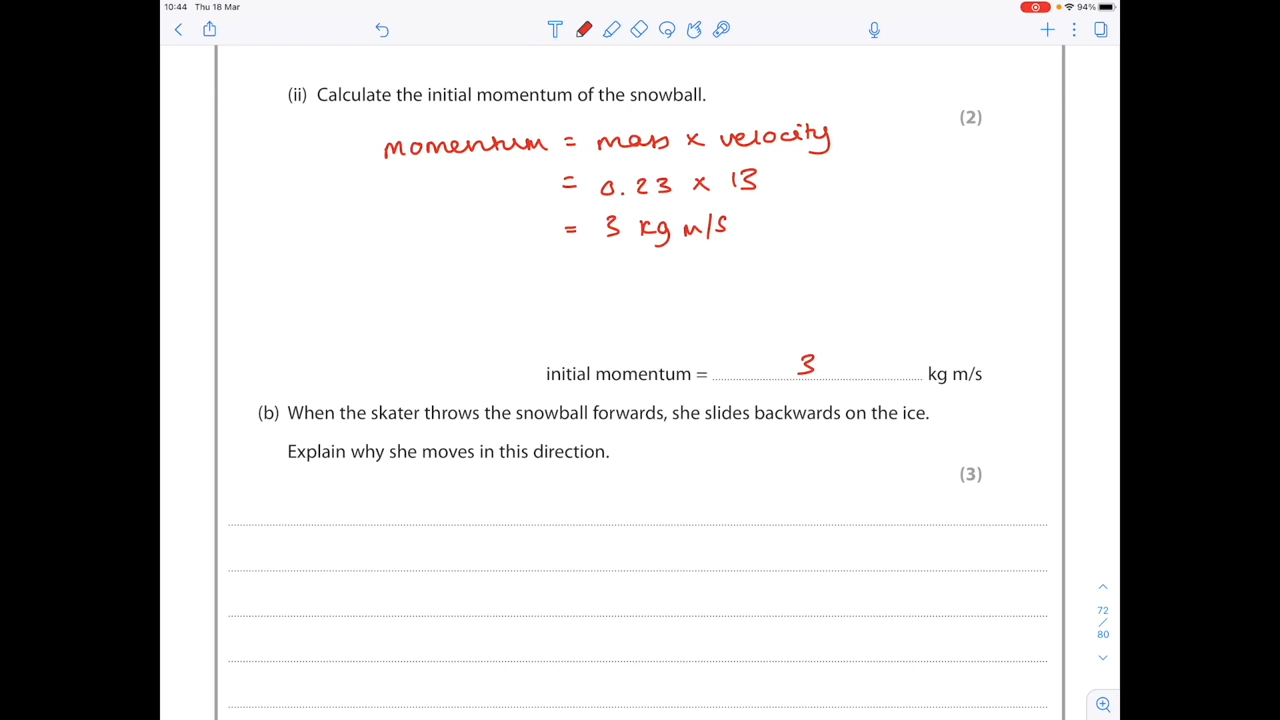 10:44 Thu 18 Mar
94%
T
(ii) Calculate the initial momentum of the snowball.
(2)
momentum = mass x velocity
= 0.23 x 13
= 3 kg m/s
initial momentum = 3 kg m/s
(b) When the skater throws the snowball forwards, she slides backwards on the ice.
Explain why she moves in this direction.
(3)
72
/
80